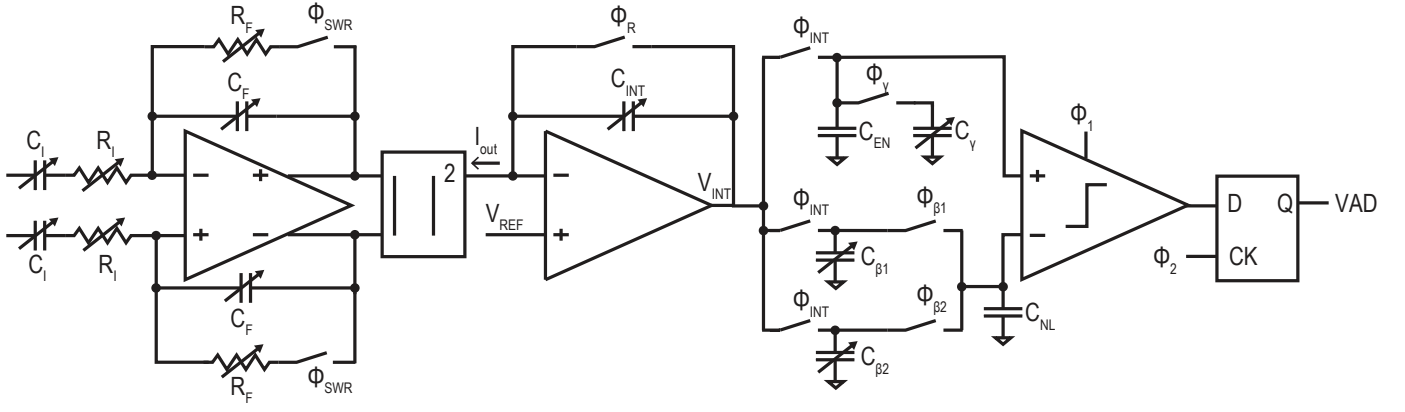 R_F Φ_SWR
C_F
C_I R_I
− +
+ −
C_I R_I
C_F
R_F Φ_SWR
| | 2
I_out
Φ_R
C_INT
−
V_REF +
V_INT
Φ_INT
Φ_γ
C_EN C_γ
Φ_INT Φ_β1
C_β1
Φ_INT Φ_β2
C_β2
C_NL
Φ_1
+
−
D Q VAD
Φ_2 CK